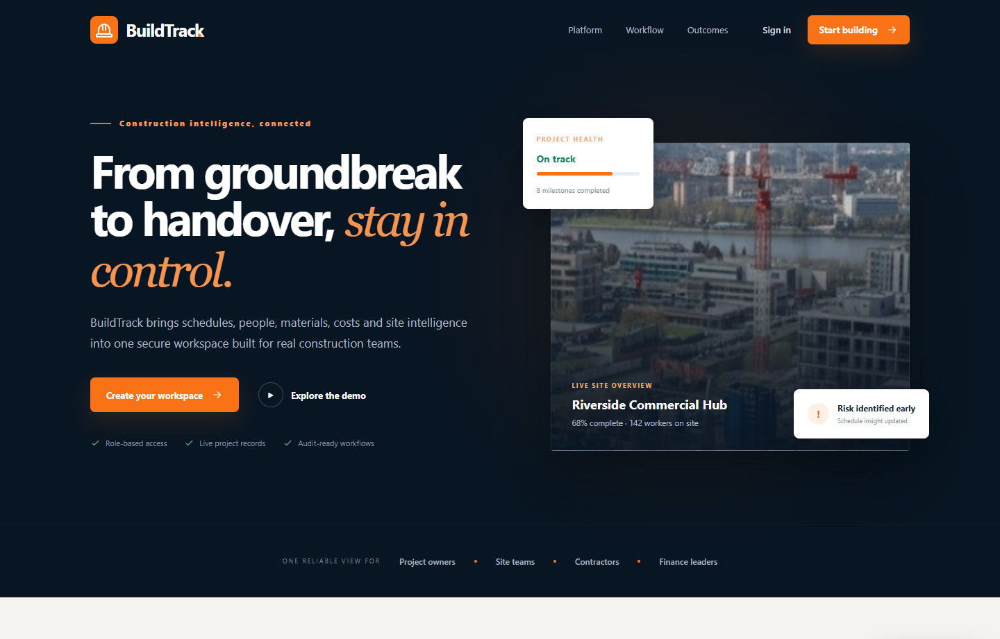 BuildTrack
Platform
Workflow
Outcomes
Sign in
Start building →
Construction intelligence, connected
From groundbreak
to handover, stay in
control.
BuildTrack brings schedules, people, materials, costs and site intelligence
into one secure workspace built for real construction teams.
Create your workspace →
Explore the demo
Role-based access
Live project records
Audit-ready workflows
PROJECT HEALTH
On track
8 milestones completed
LIVE SITE OVERVIEW
Riverside Commercial Hub
68% complete · 142 workers on site
!
Risk identified early
Schedule insight updated
ONE RELIABLE VIEW FOR
Project owners
Site teams
Contractors
Finance leaders